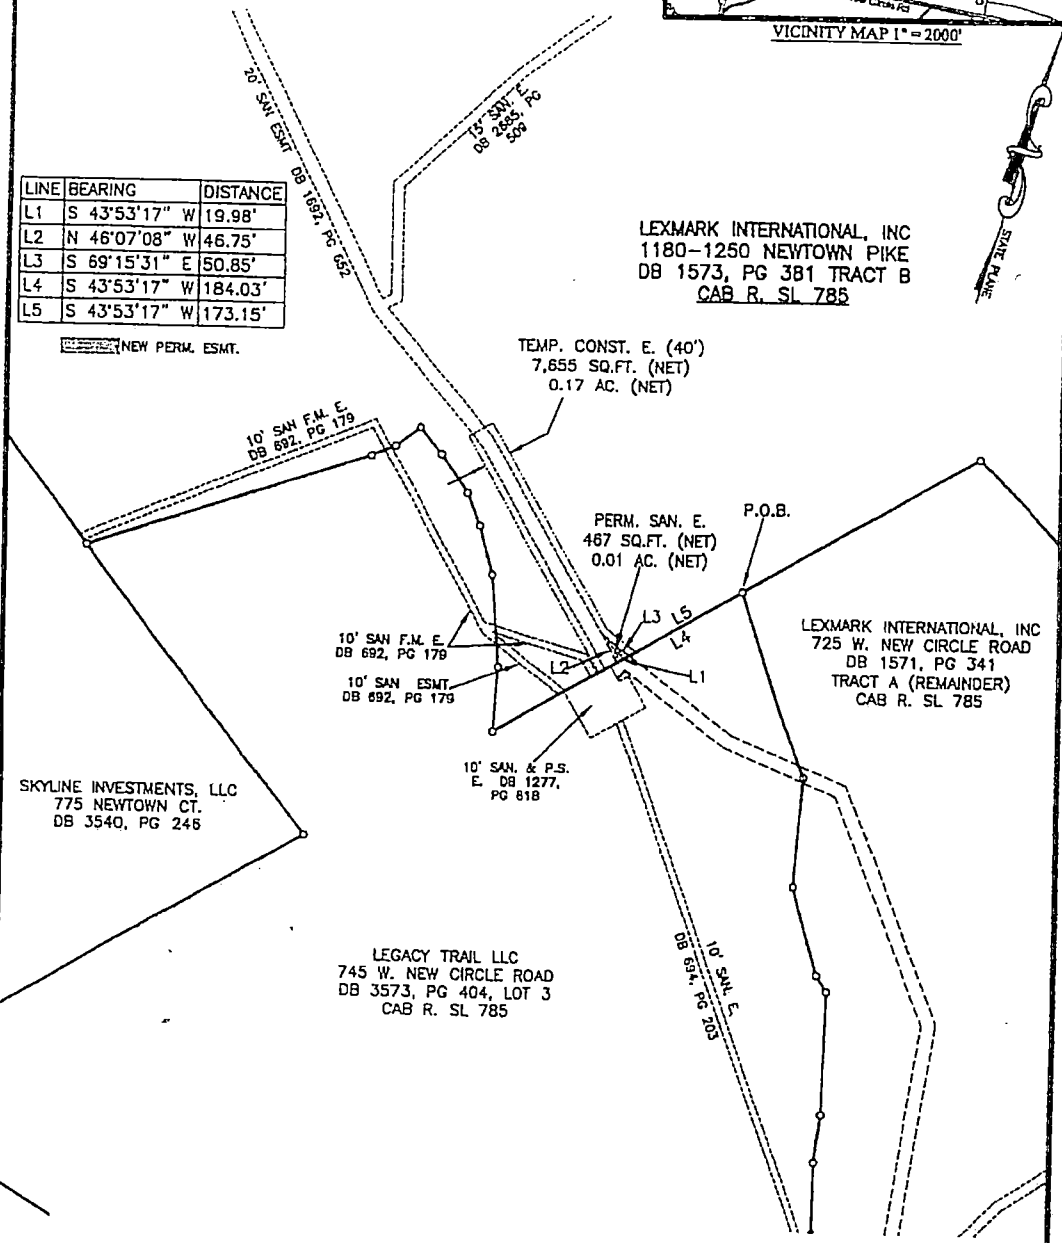 VICINITY MAP 1" = 2000'
20' SAN ESMT DB 1692, PG 652
15' SAN. E.
DB 2685, PG
509
STATE PLANE
LINE BEARING DISTANCE
L1 S 43°53'17" W 19.98'
L2 N 46°07'08" W 46.75'
L3 S 69°15'31" E 50.85'
L4 S 43°53'17" W 184.03'
L5 S 43°53'17" W 173.15'
NEW PERM. ESMT.
LEXMARK INTERNATIONAL, INC
1180-1250 NEWTOWN PIKE
DB 1573, PG 381 TRACT B
CAB R, SL 785
TEMP. CONST. E. (40')
7,655 SQ.FT. (NET)
0.17 AC. (NET)
10' SAN F.M. E.
DB 692, PG 179
PERM. SAN. E.
467 SQ.FT. (NET)
0.01 AC. (NET)
P.O.B.
L3
L5
L4
L2
L1
10' SAN F.M. E.
DB 692, PG 179
10' SAN ESMT
DB 692, PG 179
LEXMARK INTERNATIONAL, INC
725 W. NEW CIRCLE ROAD
DB 1571, PG 341
TRACT A (REMAINDER)
CAB R. SL 785
10' SAN. & P.S.
E. DB 1277,
PG 618
SKYLINE INVESTMENTS, LLC
775 NEWTOWN CT.
DB 3540, PG 246
LEGACY TRAIL LLC
745 W. NEW CIRCLE ROAD
DB 3573, PG 404, LOT 3
CAB R. SL 785
10' SAN. E.
DB 694, PG 203